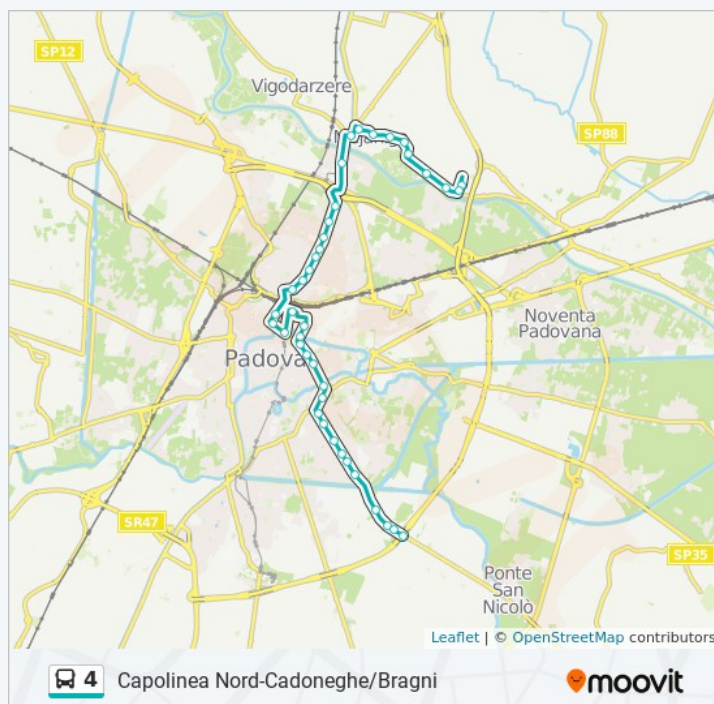 SP12
Vigodarzere
SP88
Noventa
Padovana
Padova
SR47
SP35
Ponte
San
Nicolò
Leaflet | © OpenStreetMap contributors
4 Capolinea Nord-Cadoneghe/Bragni
moovit